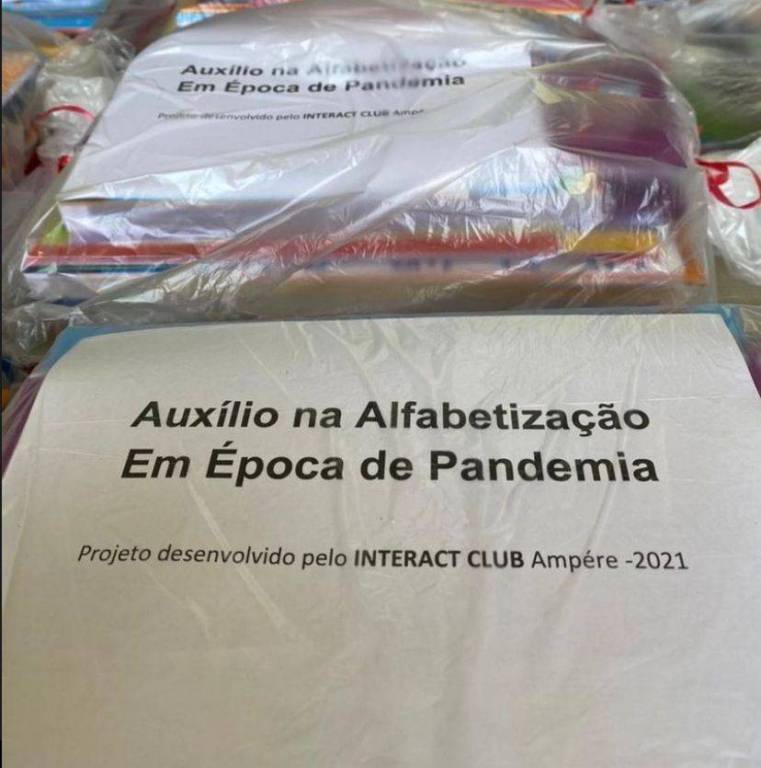 Auxílio na Alfabetização
Em Época de Pandemia
Projeto desenvolvido pelo INTERACT CLUB Ampé
Auxílio na Alfabetização
Em Época de Pandemia
Projeto desenvolvido pelo INTERACT CLUB Ampére -2021